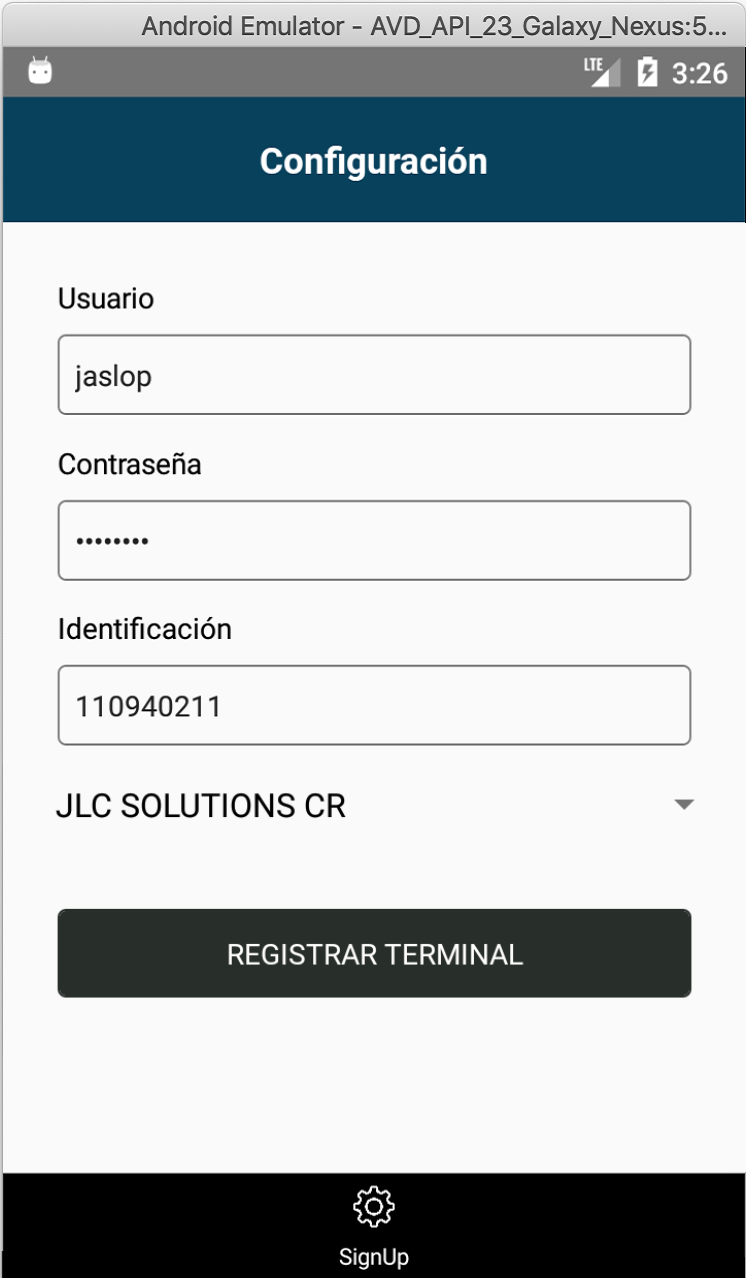 Android Emulator - AVD_API_23_Galaxy_Nexus:5...
LTE 3:26
Configuración
Usuario
jaslop
Contraseña
••••••••
Identificación
110940211
JLC SOLUTIONS CR
REGISTRAR TERMINAL
SignUp